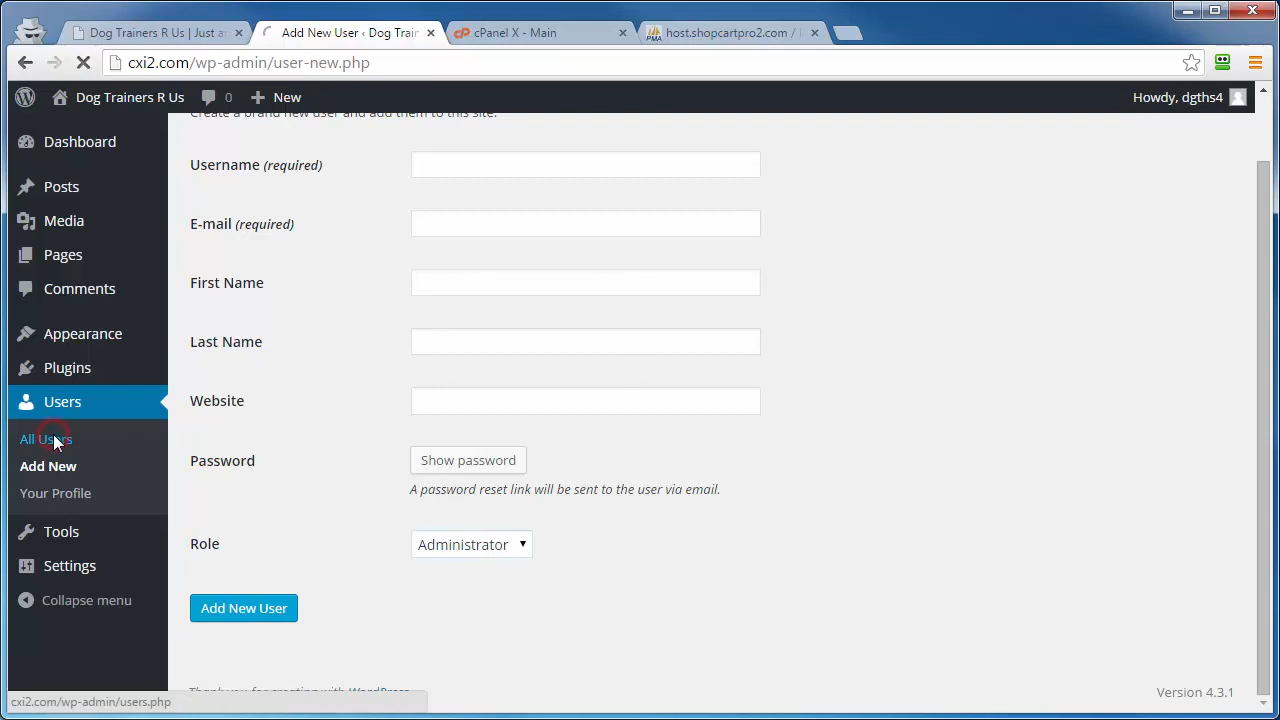 Dog Trainers R Us | Just a
Add New User ‹ Dog Train
cPanel X - Main
host.shopcartpro2.com / l
cxi2.com/wp-admin/user-new.php
Dog Trainers R Us
0
New
Howdy, dgths4
Dashboard
Create a brand new user and add them to this site.
Posts
Media
Pages
Comments
Appearance
Plugins
Users
All Users
Add New
Your Profile
Tools
Settings
Collapse menu
Username (required)
E-mail (required)
First Name
Last Name
Website
Password
Show password
A password reset link will be sent to the user via email.
Role
Administrator
Add New User
Thank you for creating with WordPress
Version 4.3.1
cxi2.com/wp-admin/users.php